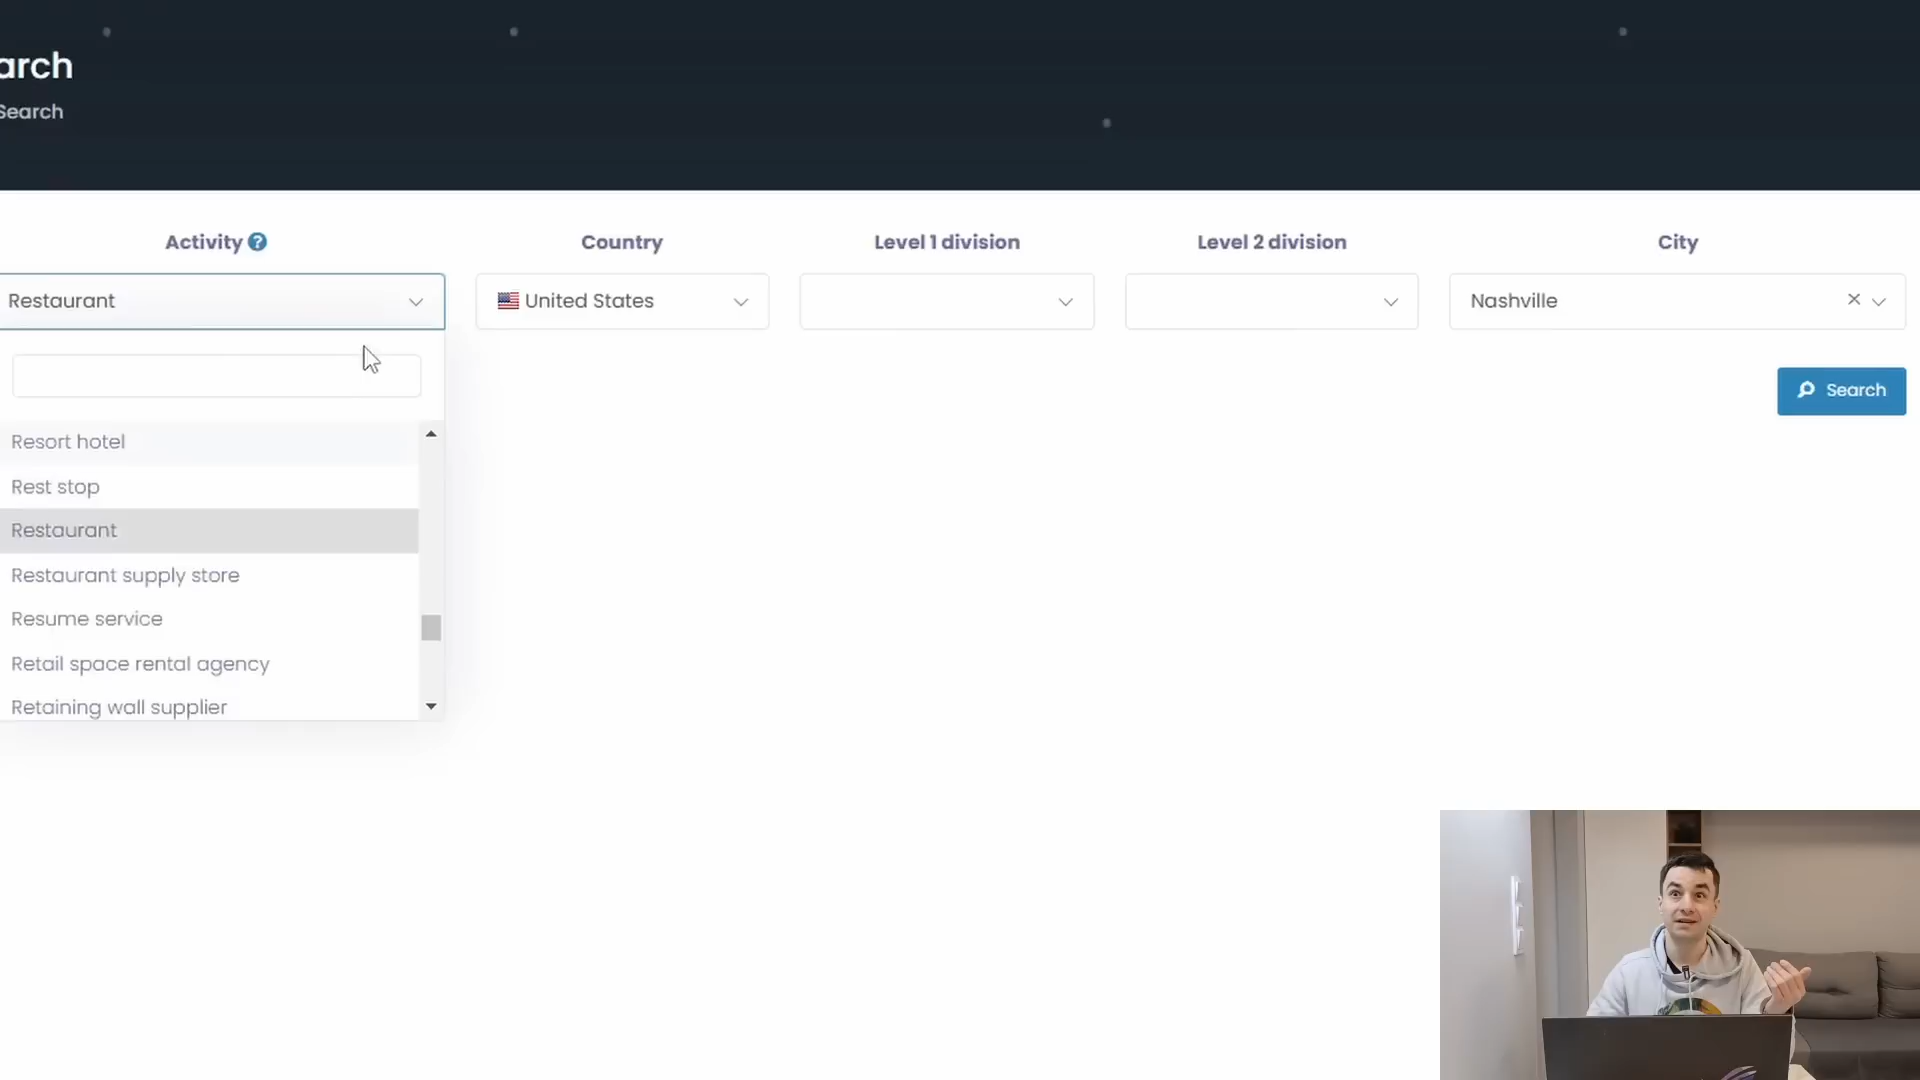 arch
Search
Activity ?
Country
Level 1 division
Level 2 division
City
Restaurant
United States
Nashville
Search
Resort hotel
Rest stop
Restaurant
Restaurant supply store
Resume service
Retail space rental agency
Retaining wall supplier